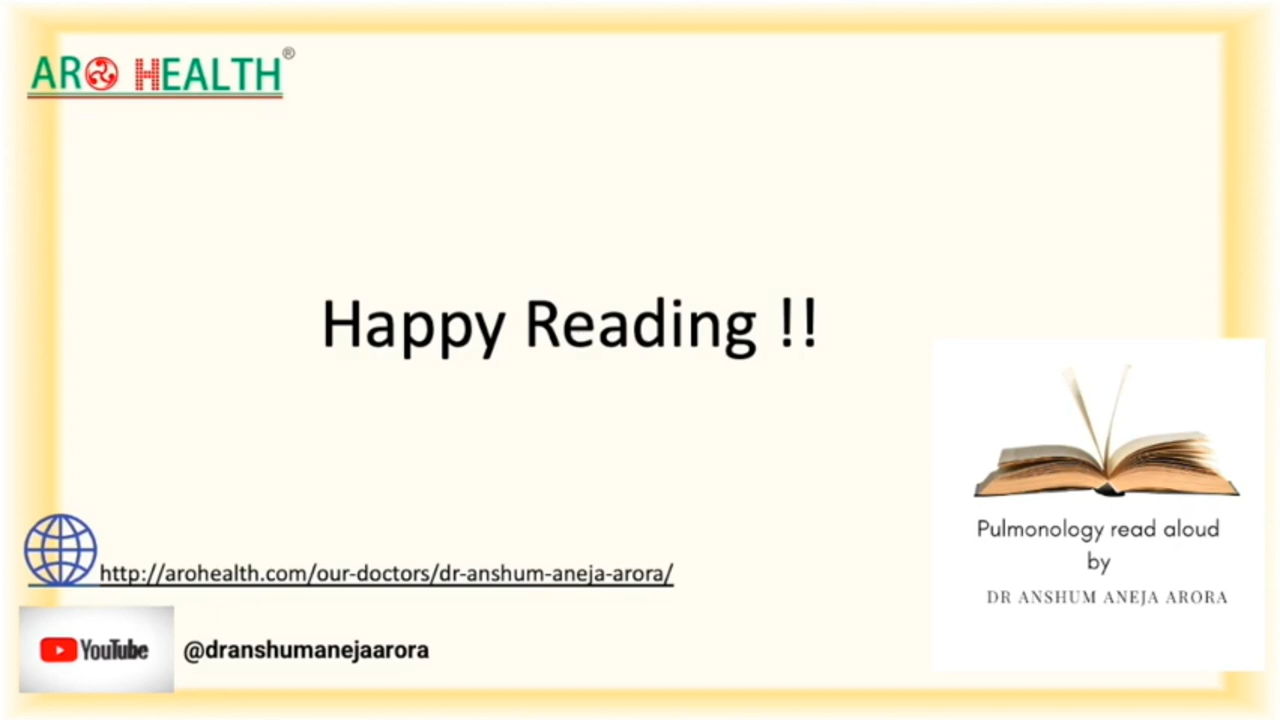 ARO HEALTH®
Happy Reading !!
Pulmonology read aloud
by
DR ANSHUM ANEJA ARORA
http://arohealth.com/our-doctors/dr-anshum-aneja-arora/
YouTube @dranshumanejaarora